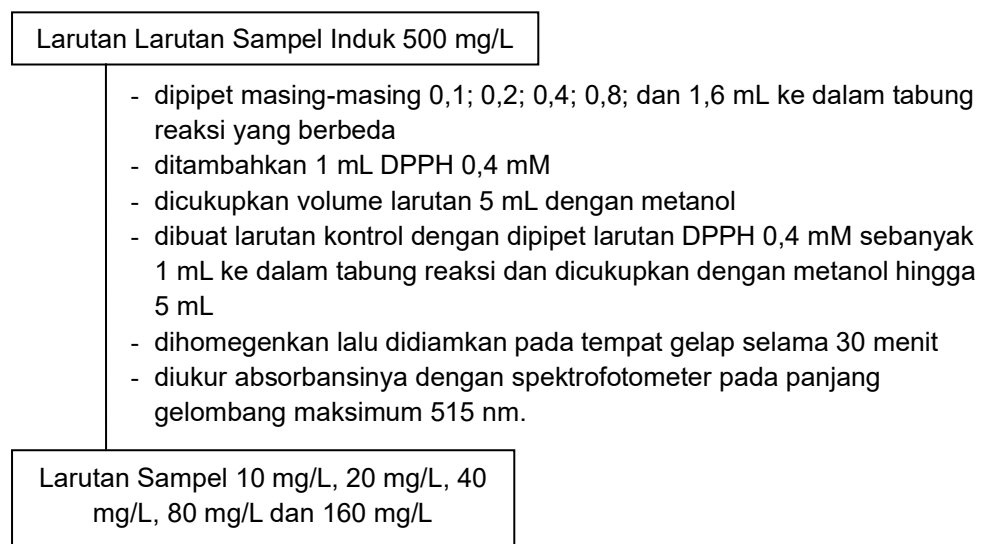 Larutan Larutan Sampel Induk 500 mg/L
- dipipet masing-masing 0,1; 0,2; 0,4; 0,8; dan 1,6 mL ke dalam tabung
reaksi yang berbeda
- ditambahkan 1 mL DPPH 0,4 mM
- dicukupkan volume larutan 5 mL dengan metanol
- dibuat larutan kontrol dengan dipipet larutan DPPH 0,4 mM sebanyak
1 mL ke dalam tabung reaksi dan dicukupkan dengan metanol hingga
5 mL
- dihomegenkan lalu didiamkan pada tempat gelap selama 30 menit
- diukur absorbansinya dengan spektrofotometer pada panjang
gelombang maksimum 515 nm.
Larutan Sampel 10 mg/L, 20 mg/L, 40
mg/L, 80 mg/L dan 160 mg/L